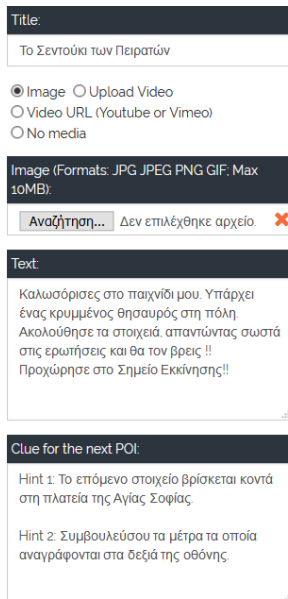 Title:
Το Σεντούκι των Πειρατών
Image Upload Video
Video URL (Youtube or Vimeo)
No media
Image (Formats: JPG JPEG PNG GIF; Max
10MB):
Αναζήτηση... Δεν επιλέχθηκε αρχείο.
Text:
Καλωσόρισες στο παιχνίδι μου. Υπάρχει
ένας κρυμμένος θησαυρός στη πόλη.
Ακολούθησε τα στοιχειά, απαντώντας σωστά
στις ερωτήσεις και θα τον βρεις !!
Προχώρησε στο Σημείο Εκκίνησης!!
Clue for the next POI:
Hint 1: Το επόμενο στοιχείο βρίσκεται κοντά
στη πλατεία της Αγίας Σοφίας.
Hint 2: Συμβουλεύσου τα μέτρα τα οποία
αναγράφονται στα δεξιά της οθόνης.